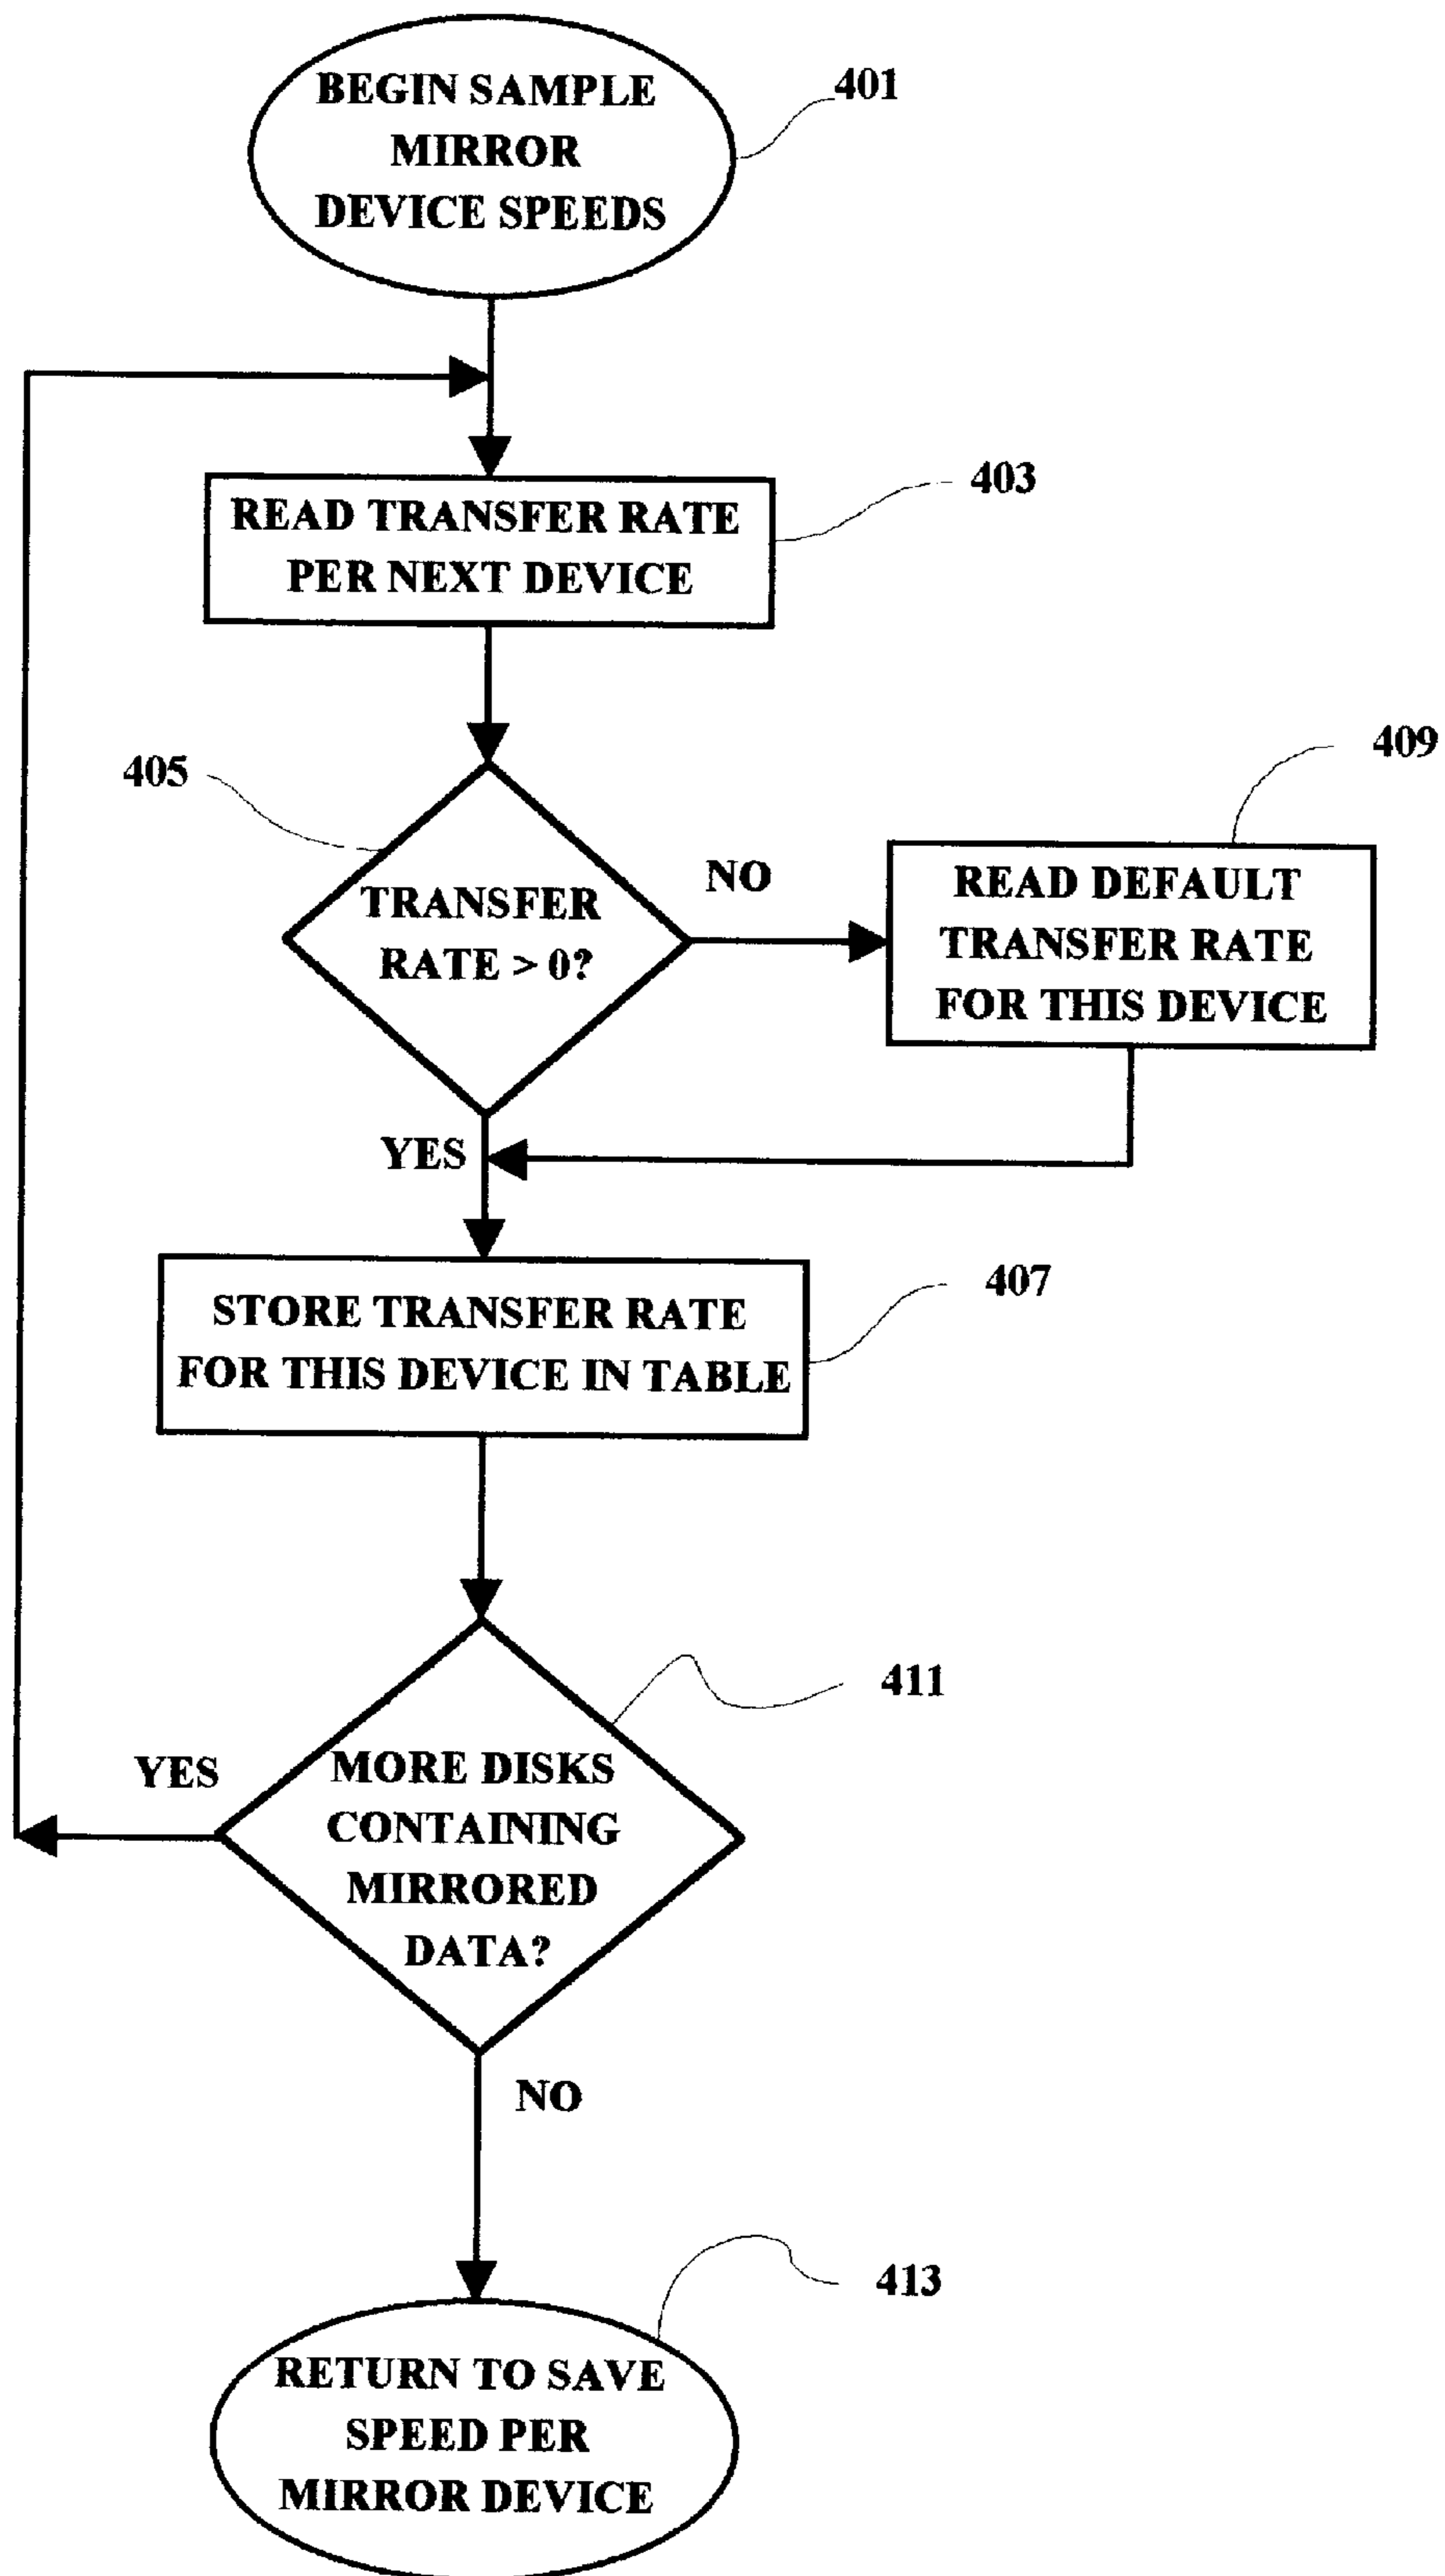 BEGIN SAMPLE
MIRROR
DEVICE SPEEDS
401
READ TRANSFER RATE
PER NEXT DEVICE
403
405
TRANSFER
RATE > 0?
NO
READ DEFAULT
TRANSFER RATE
FOR THIS DEVICE
409
YES
STORE TRANSFER RATE
FOR THIS DEVICE IN TABLE
407
YES
MORE DISKS
CONTAINING
MIRRORED
DATA?
411
NO
RETURN TO SAVE
SPEED PER
MIRROR DEVICE
413